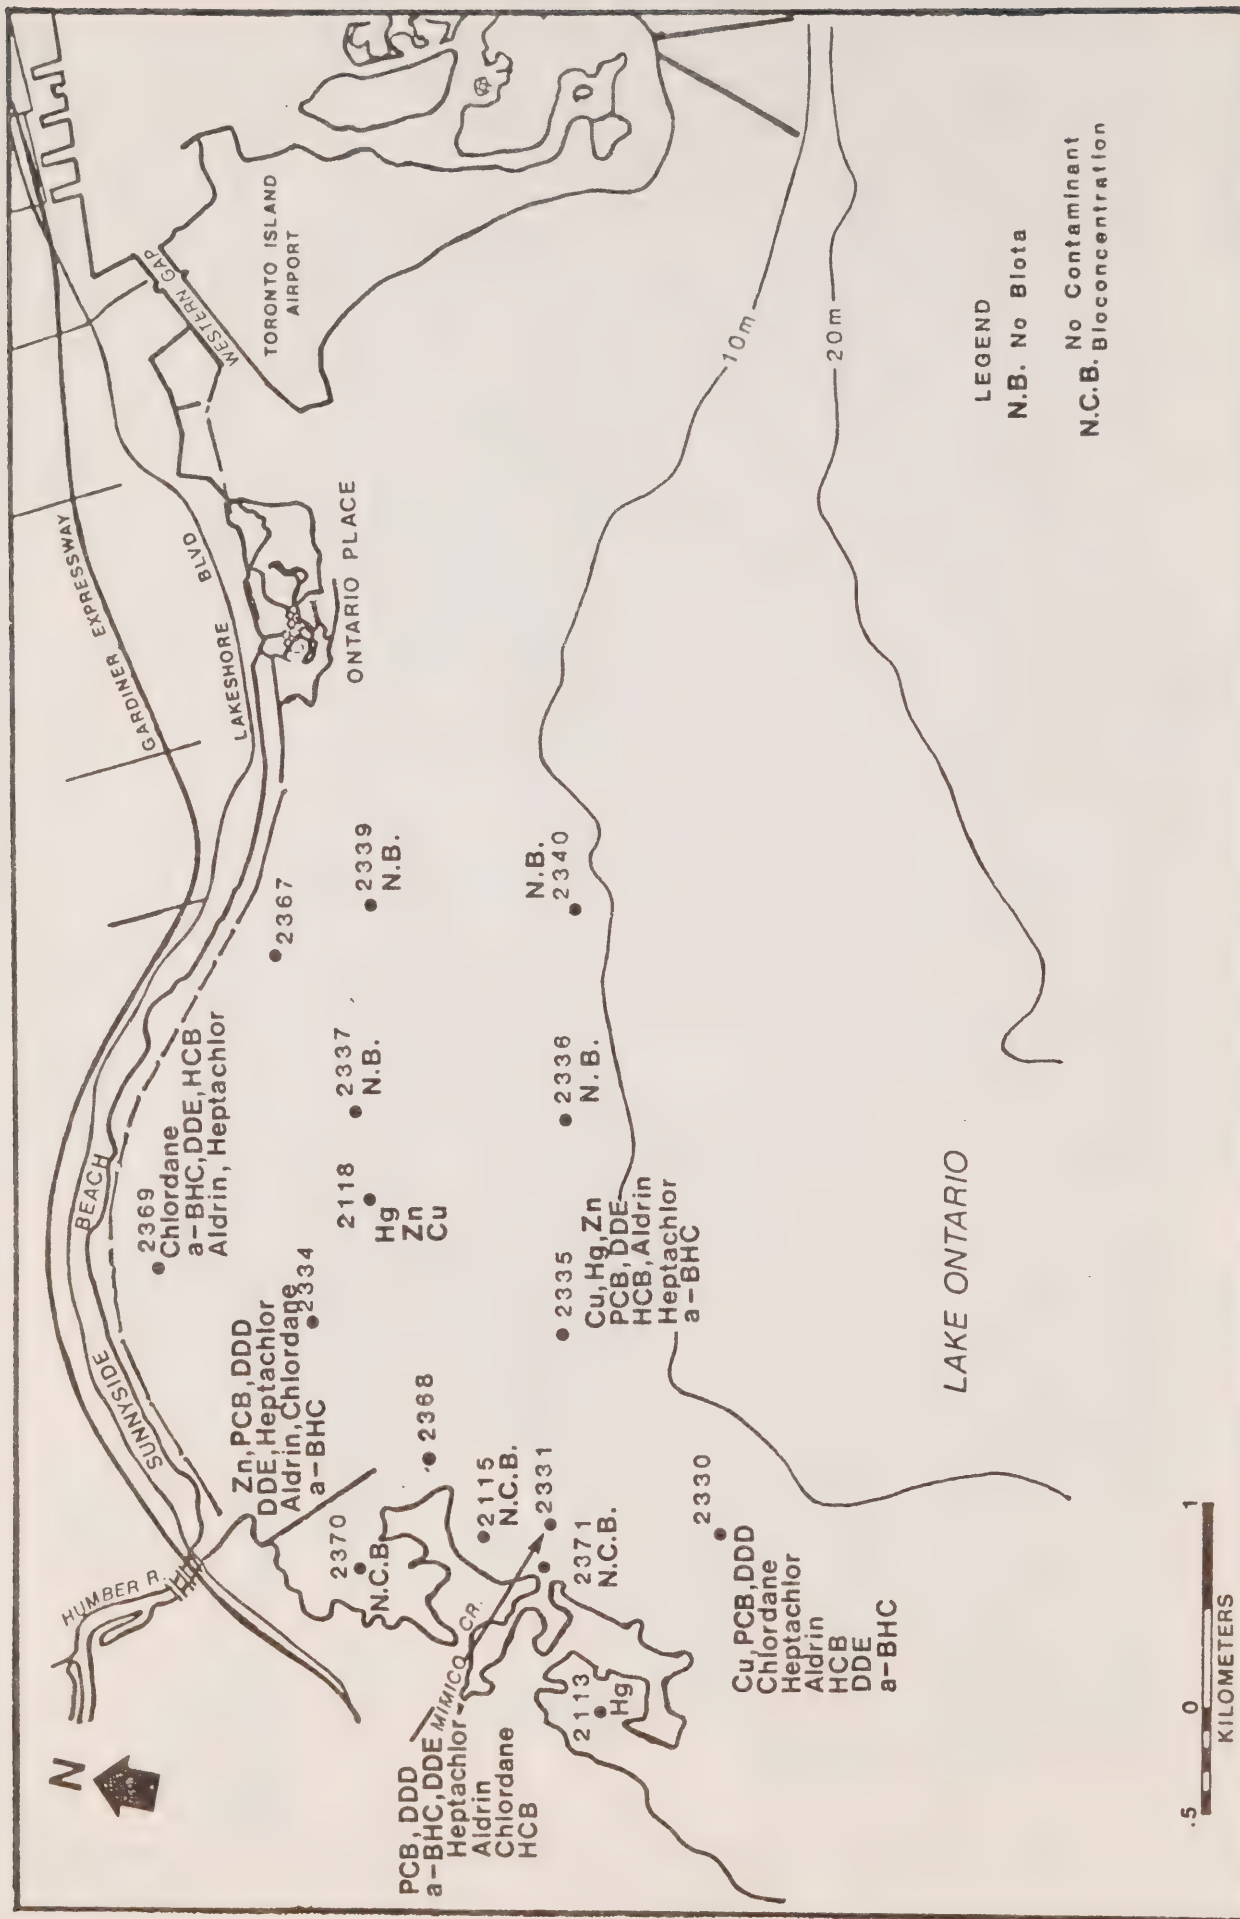 N
HUMBER R.
SUNNYSIDE
BEACH
GARDINER EXPRESSWAY
LAKESHORE
BLVD
WESTERN GAP
TORONTO ISLAND
AIRPORT
ONTARIO PLACE
2369
Chlordane
a-BHC, DDE, HCB
Aldrin, Heptachlor
2367
Zn, PCB, DDD
DDE, Heptachlor
Aldrin, Chlordane
a-BHC
2334
2118
Hg
Zn
Cu
2337
N.B.
2339
N.B.
2370
N.C.B.
2368
2115
N.C.B.
2331
2371
N.C.B.
MIMICO CR.
PCB, DDD
a-BHC, DDE
Heptachlor
Aldrin
Chlordane
HCB
2113
Hg
2335
Cu, Hg, Zn
PCB, DDE
HCB, Aldrin
Heptachlor
a-BHC
2336
N.B.
N.B.
2340
2330
Cu, PCB, DDD
Chlordane
Heptachlor
Aldrin
HCB
DDE
a-BHC
10m
20m
LAKE ONTARIO
LEGEND
N.B. No Biota
No Contaminant
N.C.B. Bioconcentration
.5 0 1
KILOMETERS